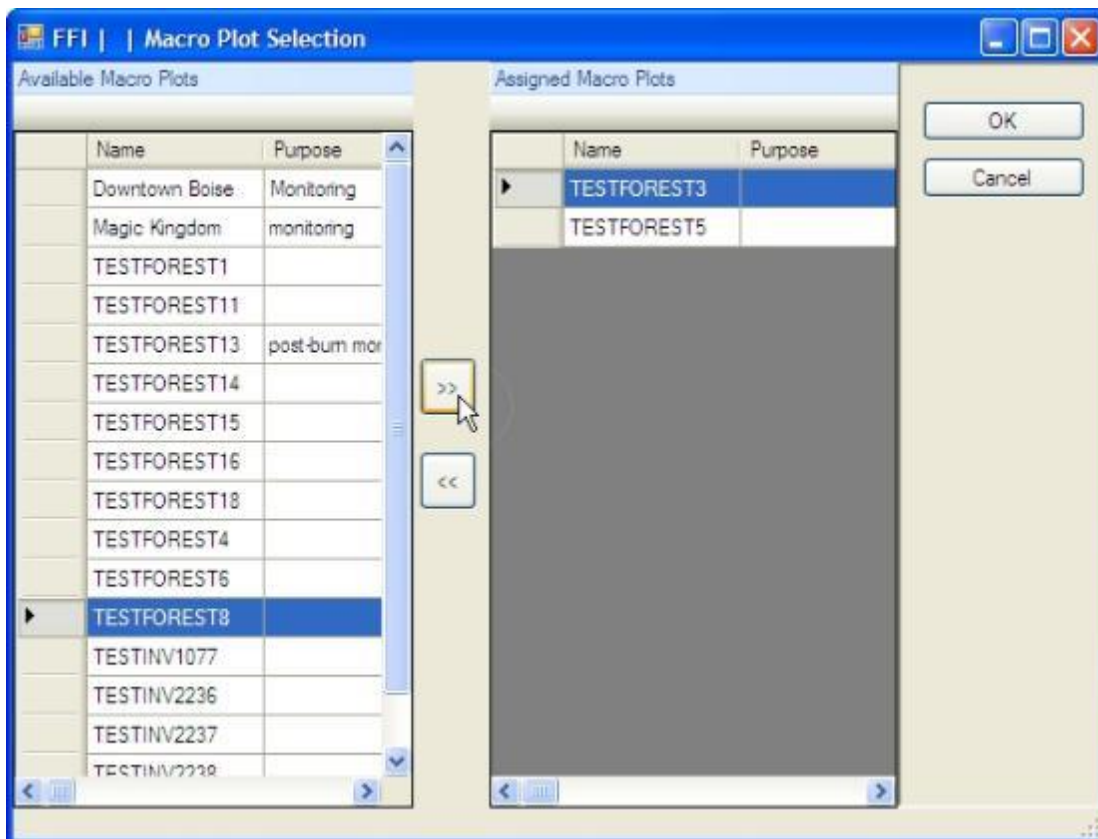 FFI | | Macro Plot Selection
Available Macro Plots
Name Purpose
Downtown Boise Monitoring
Magic Kingdom monitoring
TESTFOREST1
TESTFOREST11
TESTFOREST13 post-burn mor
TESTFOREST14
TESTFOREST15
TESTFOREST16
TESTFOREST18
TESTFOREST4
TESTFOREST6
TESTFOREST8
TESTINV1077
TESTINV2236
TESTINV2237
TESTINV2238
>>
<<
Assigned Macro Plots
Name Purpose
TESTFOREST3
TESTFOREST5
OK
Cancel